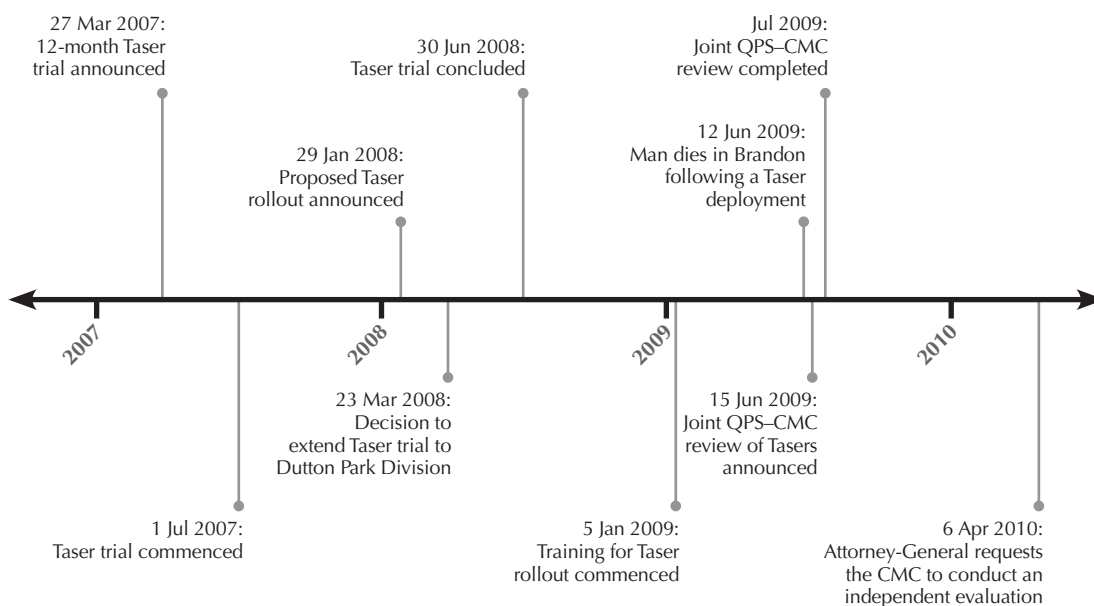 27 Mar 2007:
12-month Taser
trial announced
30 Jun 2008:
Taser trial concluded
Jul 2009:
Joint QPS–CMC
review completed
29 Jan 2008:
Proposed Taser
rollout announced
12 Jun 2009:
Man dies in Brandon
following a Taser
deployment
2007
2008
2009
2010
23 Mar 2008:
Decision to
extend Taser trial to
Dutton Park Division
15 Jun 2009:
Joint QPS–CMC
review of Tasers
announced
1 Jul 2007:
Taser trial commenced
5 Jan 2009:
Training for Taser
rollout commenced
6 Apr 2010:
Attorney-General requests
the CMC to conduct an
independent evaluation